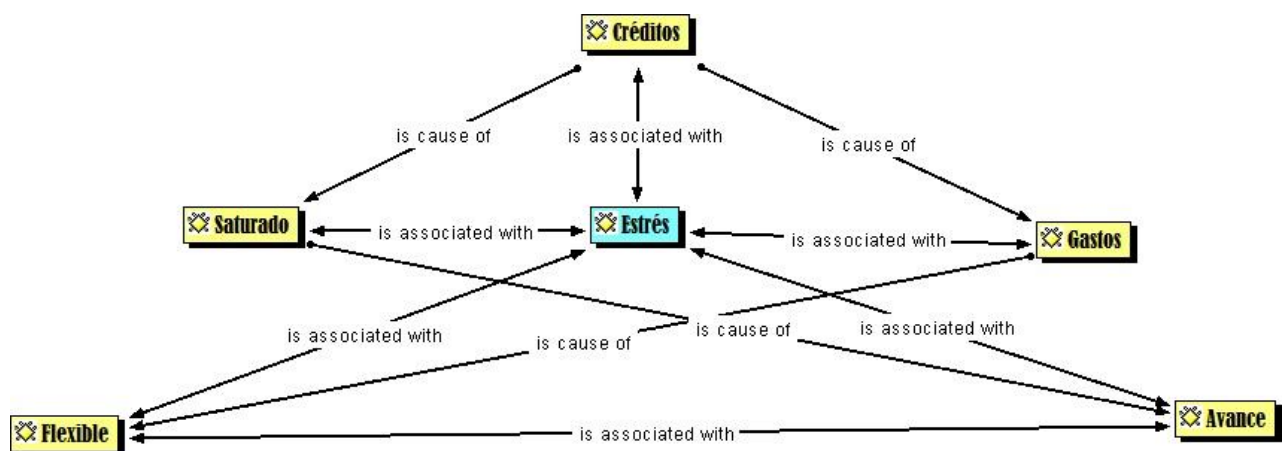 Créditos
is cause of
is associated with
is cause of
Saturado
is associated with
Estrés
is associated with
Gastos
is associated with
is cause of
is cause of
is associated with
Flexible
is associated with
Avance